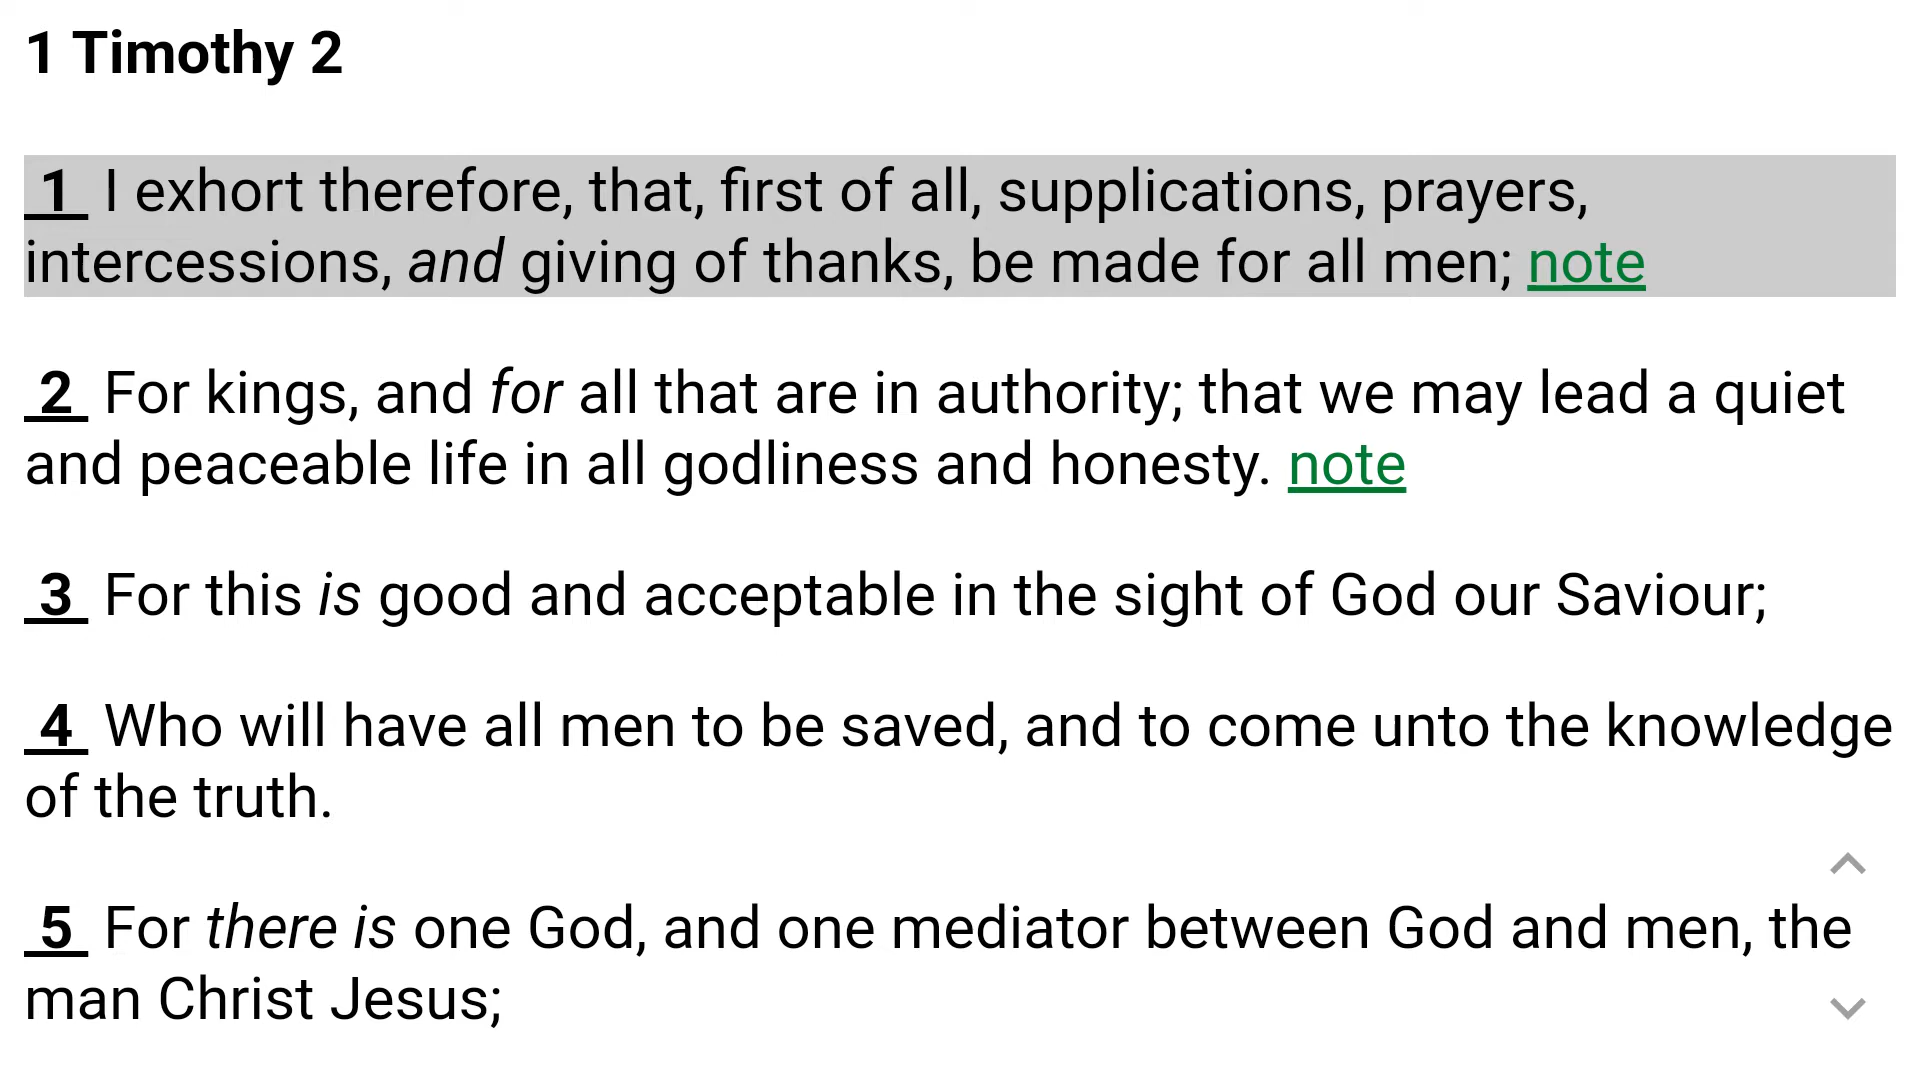 1 Timothy 2
1 I exhort therefore, that, first of all, supplications, prayers,
intercessions, and giving of thanks, be made for all men; note
2 For kings, and for all that are in authority; that we may lead a quiet
and peaceable life in all godliness and honesty. note
3 For this is good and acceptable in the sight of God our Saviour;
4 Who will have all men to be saved, and to come unto the knowledge
of the truth.
5 For there is one God, and one mediator between God and men, the
man Christ Jesus;